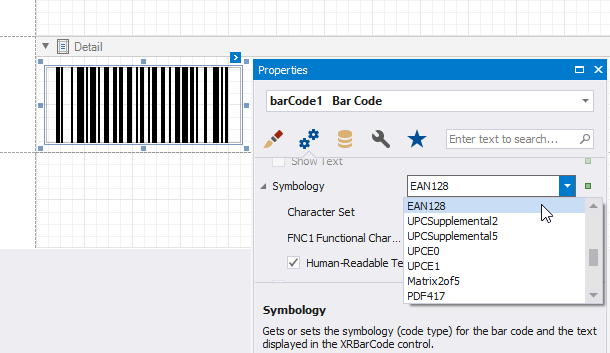 Detail
Properties
barCode1 Bar Code
Enter text to search...
Show Text
Symbology
EAN128
Character Set
FNC1 Functional Char...
Human-Readable Te
EAN128
UPCSupplemental2
UPCSupplemental5
UPCE0
UPCE1
Matrix2of5
PDF417
Symbology
Gets or sets the symbology (code type) for the bar code and the text
displayed in the XRBarCode control.